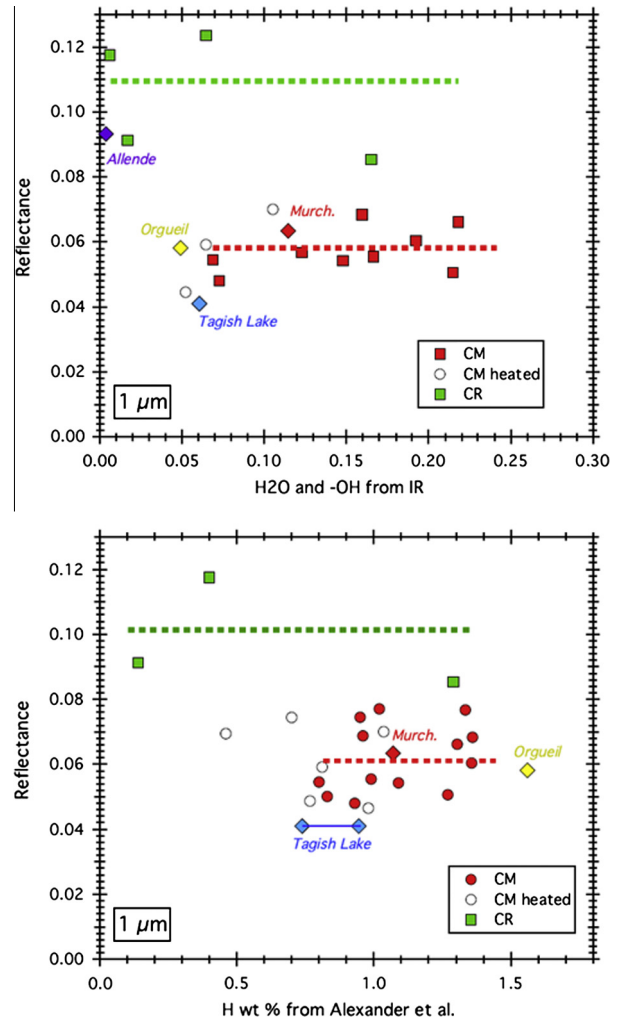 0.12
0.10
0.08
0.06
0.04
0.02
0.00
Reflectance
Allende
Orgueil
Murch.
Tagish Lake
CM
CM heated
CR
1 µm
0.00 0.05 0.10 0.15 0.20 0.25 0.30
H2O and -OH from IR
0.12
0.10
0.08
0.06
0.04
0.02
0.00
Reflectance
Murch.
Orgueil
Tagish Lake
CM
CM heated
CR
1 µm
0.0 0.5 1.0 1.5
H wt % from Alexander et al.